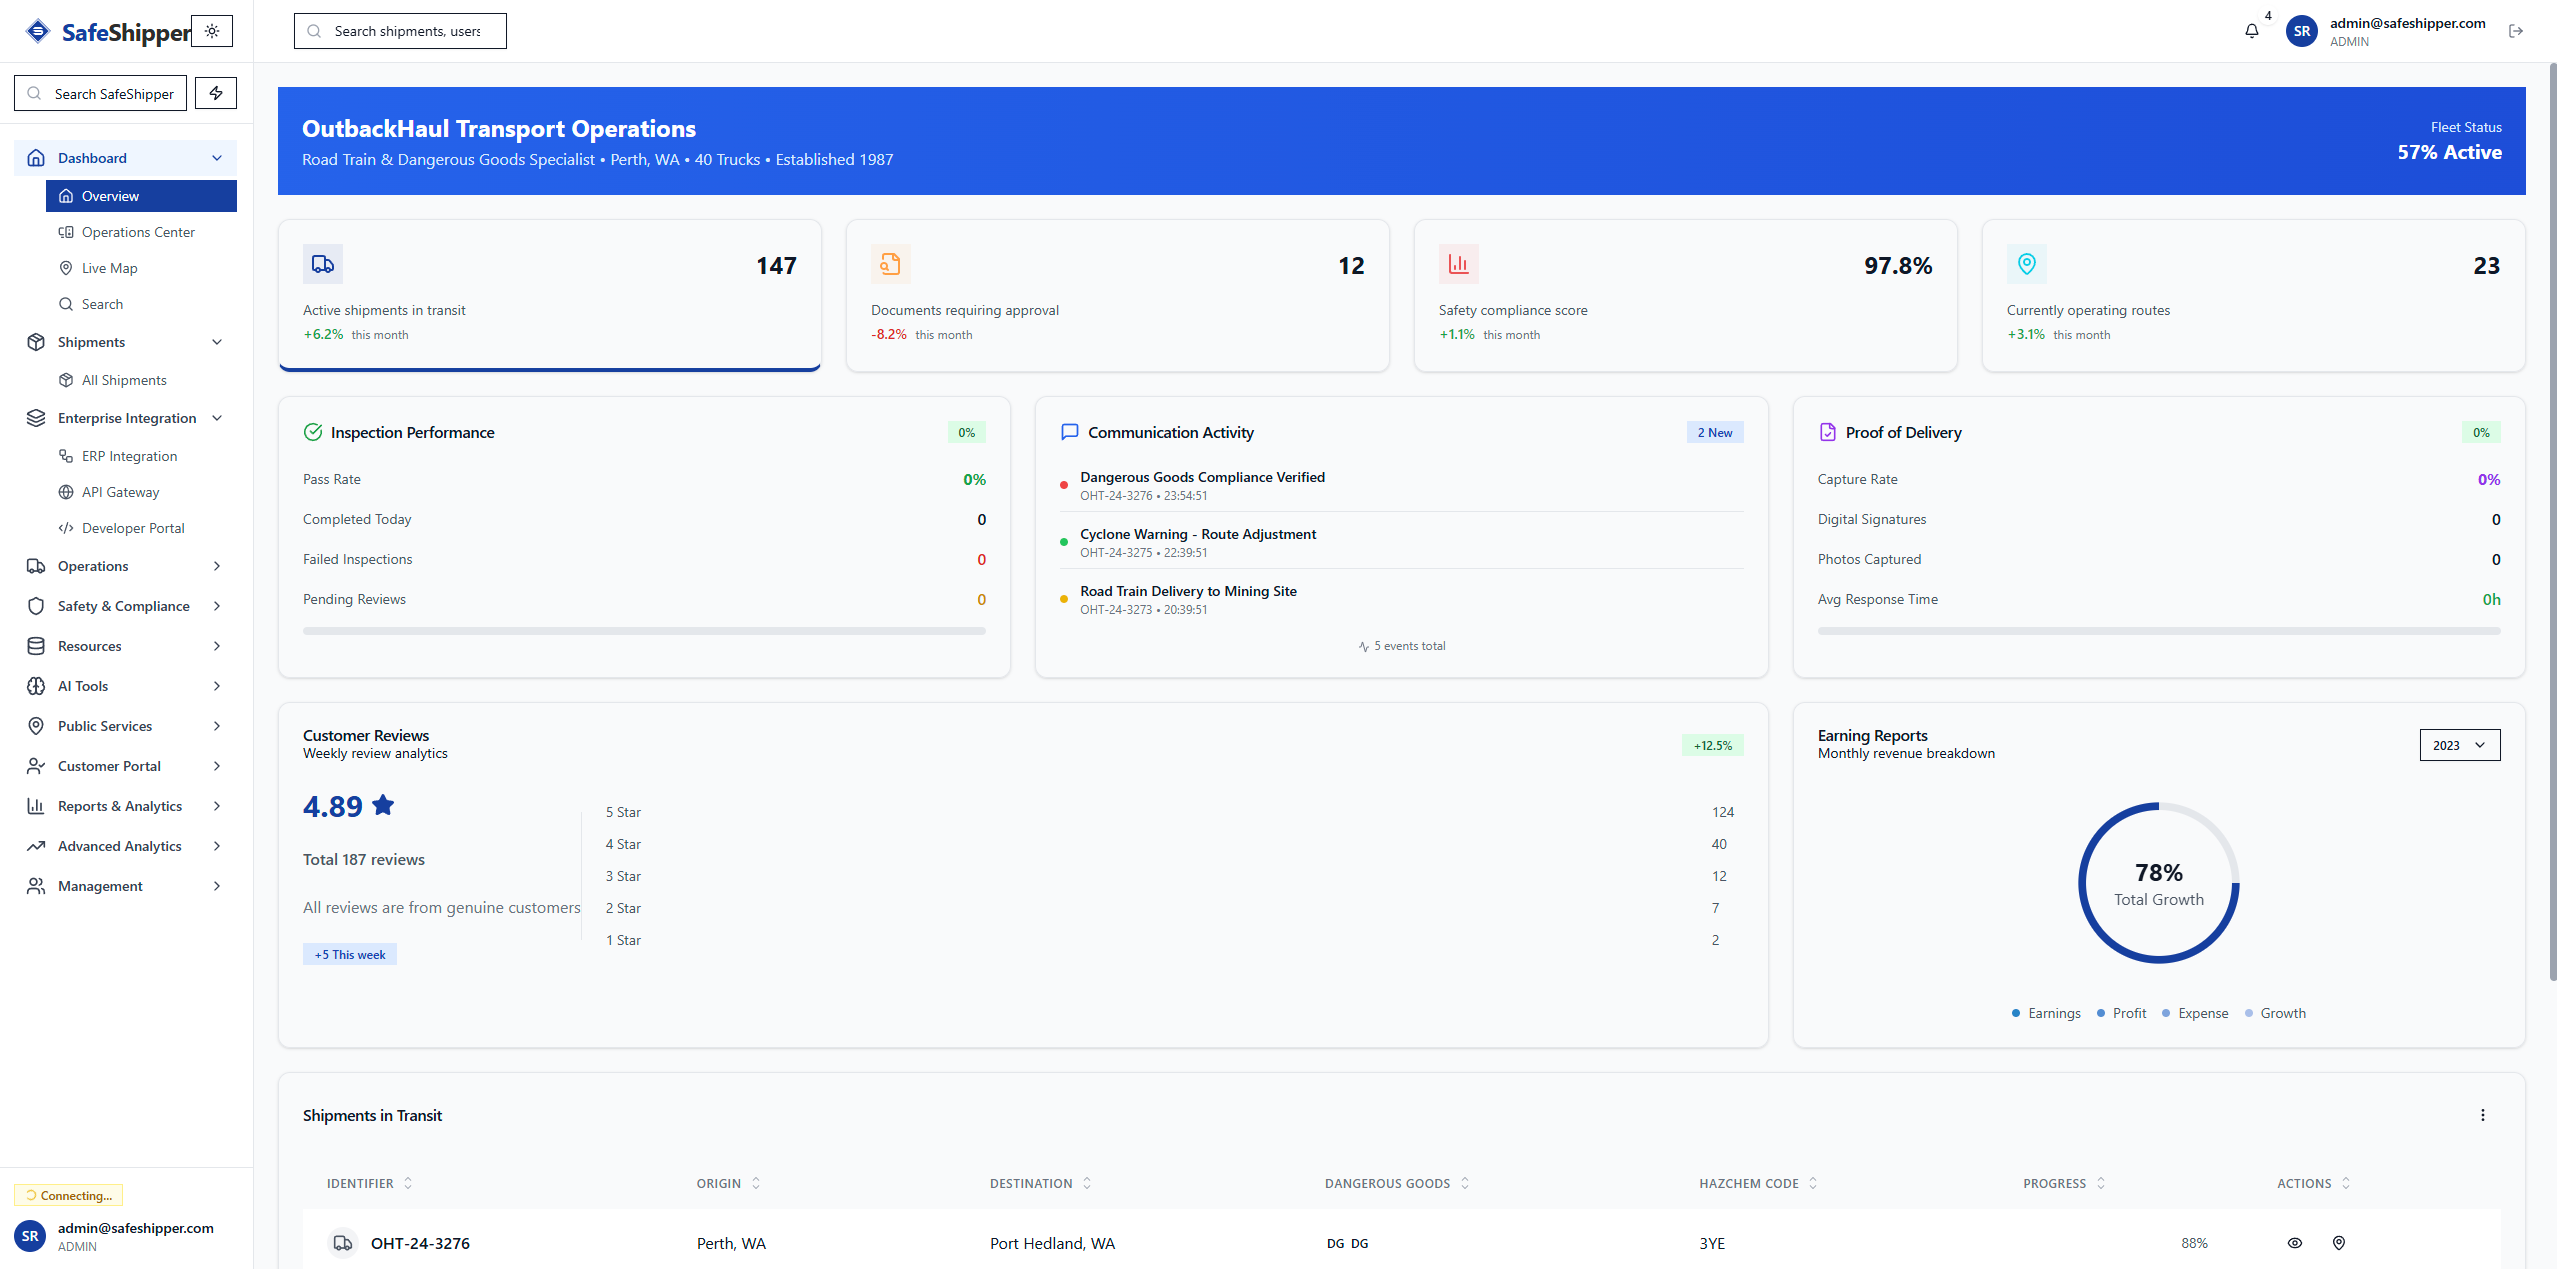 SafeShipper
Search shipments, users
4
SR
admin@safeshipper.com
ADMIN
Search SafeShipper
Dashboard
Overview
Operations Center
Live Map
Search
Shipments
All Shipments
Enterprise Integration
ERP Integration
API Gateway
Developer Portal
Operations
Safety & Compliance
Resources
AI Tools
Public Services
Customer Portal
Reports & Analytics
Advanced Analytics
Management
Connecting...
SR
admin@safeshipper.com
ADMIN
OutbackHaul Transport Operations
Road Train & Dangerous Goods Specialist • Perth, WA • 40 Trucks • Established 1987
Fleet Status
57% Active
147
Active shipments in transit
+6.2% this month
12
Documents requiring approval
-8.2% this month
97.8%
Safety compliance score
+1.1% this month
23
Currently operating routes
+3.1% this month
Inspection Performance
0%
Pass Rate
0%
Completed Today
0
Failed Inspections
0
Pending Reviews
0
Communication Activity
2 New
Dangerous Goods Compliance Verified
OHT-24-3276 • 23:54:51
Cyclone Warning - Route Adjustment
OHT-24-3275 • 22:39:51
Road Train Delivery to Mining Site
OHT-24-3273 • 20:39:51
5 events total
Proof of Delivery
0%
Capture Rate
0%
Digital Signatures
0
Photos Captured
0
Avg Response Time
0h
Customer Reviews
Weekly review analytics
+12.5%
4.89
Total 187 reviews
All reviews are from genuine customers
+5 This week
5 Star 124
4 Star 40
3 Star 12
2 Star 7
1 Star 2
Earning Reports
Monthly revenue breakdown
2023
78%
Total Growth
Earnings Profit Expense Growth
Shipments in Transit
IDENTIFIER ORIGIN DESTINATION DANGEROUS GOODS HAZCHEM CODE PROGRESS ACTIONS
OHT-24-3276 Perth, WA Port Hedland, WA DG DG 3YE 88%